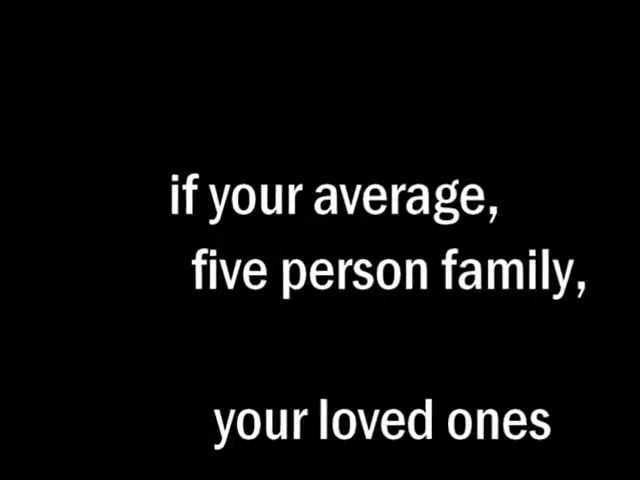 if your average,
five person family,
your loved ones